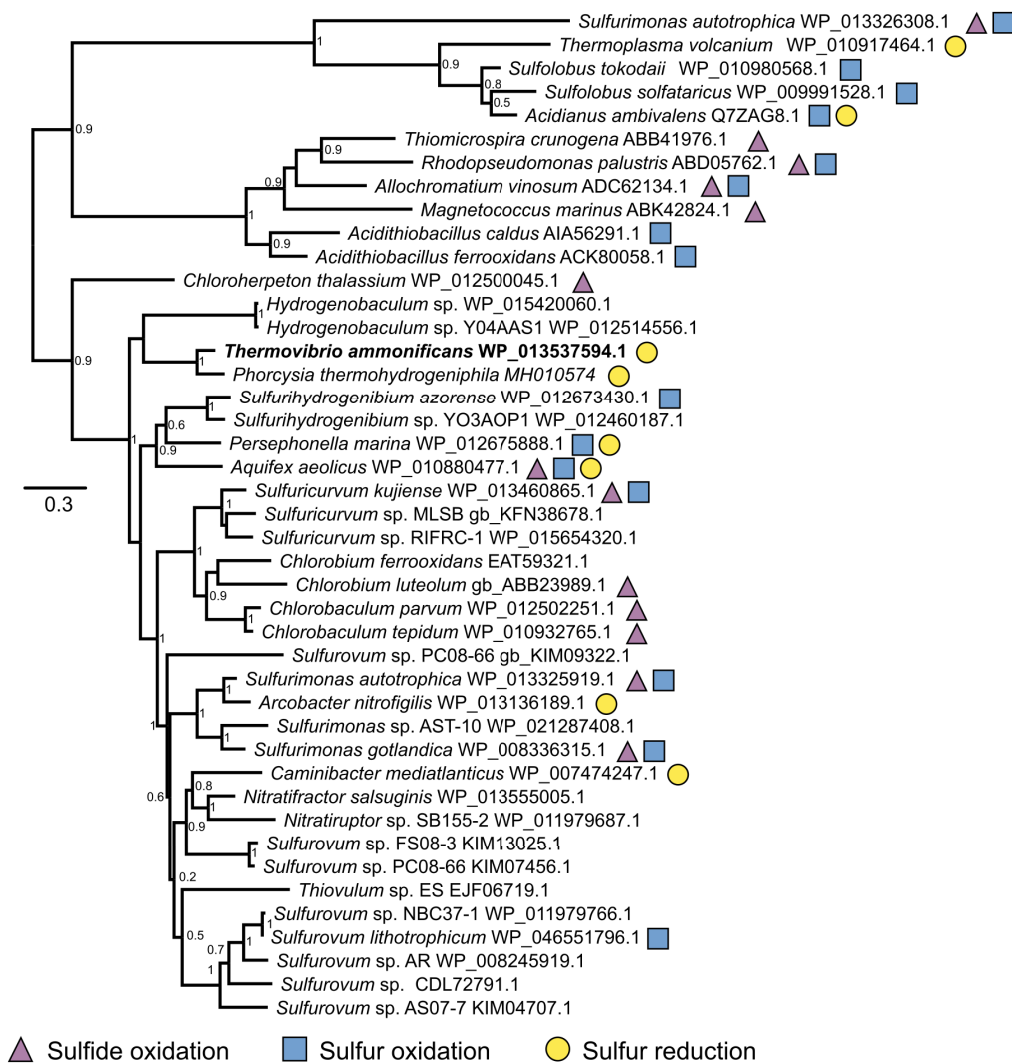 Sulfurimonas autotrophica WP_013326308.1
1
Thermoplasma volcanium WP_010917464.1
0.9
Sulfolobus tokodaii WP_010980568.1
0.8
Sulfolobus solfataricus WP_009991528.1
0.5
Acidianus ambivalens Q7ZAG8.1
0.9
Thiomicrospira crunogena ABB41976.1
0.9
Rhodopseudomonas palustris ABD05762.1
0.9
Allochromatium vinosum ADC62134.1
Magnetococcus marinus ABK42824.1
1
Acidithiobacillus caldus AIA56291.1
0.9
Acidithiobacillus ferrooxidans ACK80058.1
Chloroherpeton thalassium WP_012500045.1
Hydrogenobaculum sp. WP_015420060.1
1
Hydrogenobaculum sp. Y04AAS1 WP_012514556.1
Thermovibrio ammonificans WP_013537594.1
0.9
1
Phorcysia thermohydrogeniphila MH010574
Sulfurihydrogenibium azorense WP_012673430.1
1
Sulfurihydrogenibium sp. YO3AOP1 WP_012460187.1
0.6
1
Persephonella marina WP_012675888.1
0.9
Aquifex aeolicus WP_010880477.1
0.3
Sulfuricurvum kujiense WP_013460865.1
1
Sulfuricurvum sp. MLSB gb_KFN38678.1
Sulfuricurvum sp. RIFRC-1 WP_015654320.1
1
Chlorobium ferrooxidans EAT59321.1
0.9
Chlorobium luteolum gb_ABB23989.1
Chlorobaculum parvum WP_012502251.1
1
Chlorobaculum tepidum WP_010932765.1
1
Sulfurovum sp. PC08-66 gb_KIM09322.1
Sulfurimonas autotrophica WP_013325919.1
1
Arcobacter nitrofigilis WP_013136189.1
1
1
Sulfurimonas sp. AST-10 WP_021287408.1
1
Sulfurimonas gotlandica WP_008336315.1
Caminibacter mediatlanticus WP_007474247.1
0.8
0.6
Nitratifractor salsuginis WP_013555005.1
1
Nitratiruptor sp. SB155-2 WP_011979687.1
0.9
Sulfurovum sp. FS08-3 KIM13025.1
1
Sulfurovum sp. PC08-66 KIM07456.1
0.2
Thiovulum sp. ES EJF06719.1
Sulfurovum sp. NBC37-1 WP_011979766.1
1
Sulfurovum lithotrophicum WP_046551796.1
0.5
1
0.7
Sulfurovum sp. AR WP_008245919.1
1
Sulfurovum sp. CDL72791.1
Sulfurovum sp. AS07-7 KIM04707.1
Sulfide oxidation Sulfur oxidation Sulfur reduction